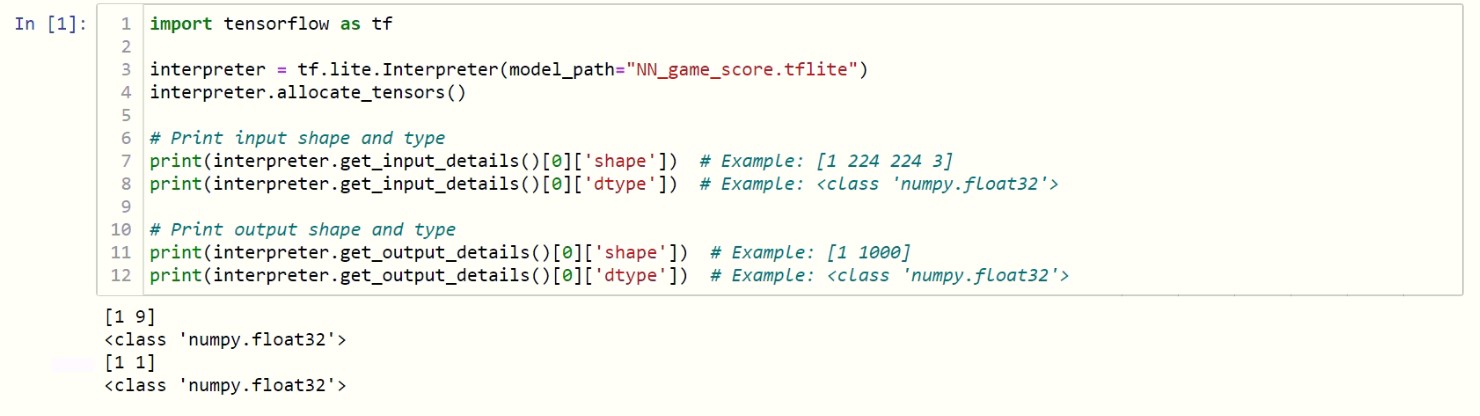 In [1]:
1 import tensorflow as tf
2
3 interpreter = tf.lite.Interpreter(model_path="NN_game_score.tflite")
4 interpreter.allocate_tensors()
5
6 # Print input shape and type
7 print(interpreter.get_input_details()[0]['shape'])  # Example: [1 224 224 3]
8 print(interpreter.get_input_details()[0]['dtype'])  # Example: <class 'numpy.float32'>
9
10 # Print output shape and type
11 print(interpreter.get_output_details()[0]['shape'])  # Example: [1 1000]
12 print(interpreter.get_output_details()[0]['dtype'])  # Example: <class 'numpy.float32'>
[1 9]
<class 'numpy.float32'>
[1 1]
<class 'numpy.float32'>